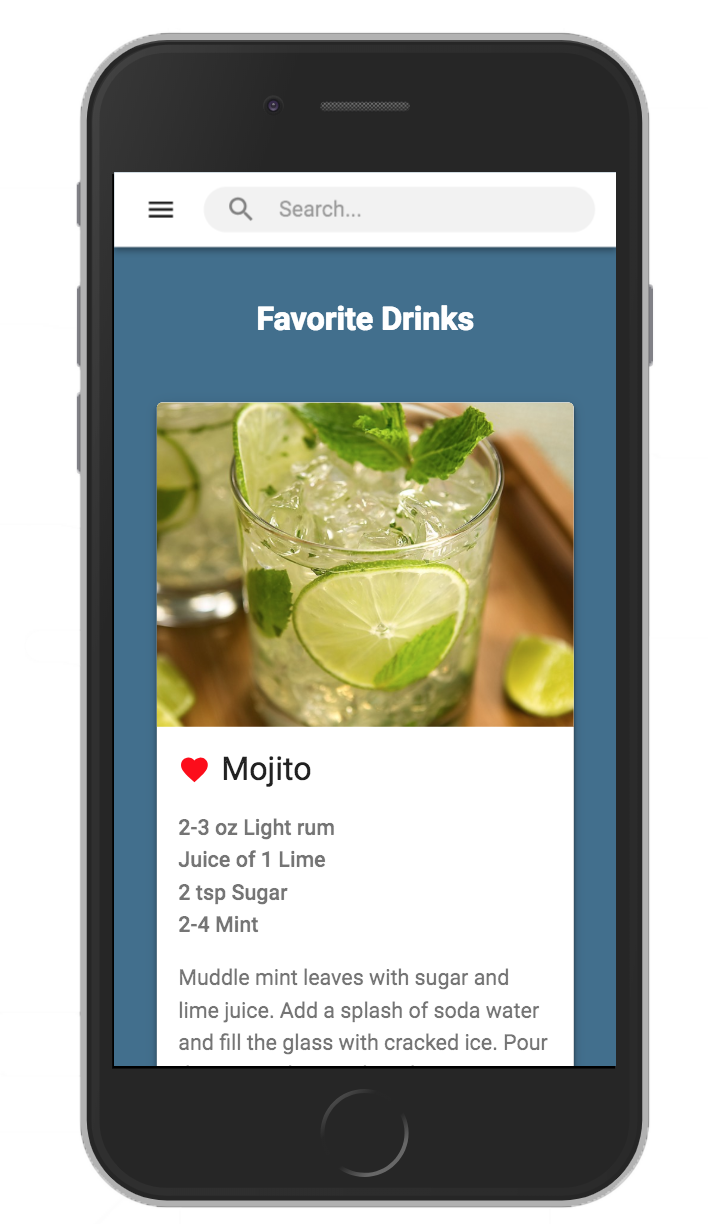 Search...
Favorite Drinks
Mojito
2-3 oz Light rum
Juice of 1 Lime
2 tsp Sugar
2-4 Mint
Muddle mint leaves with sugar and
lime juice. Add a splash of soda water
and fill the glass with cracked ice. Pour